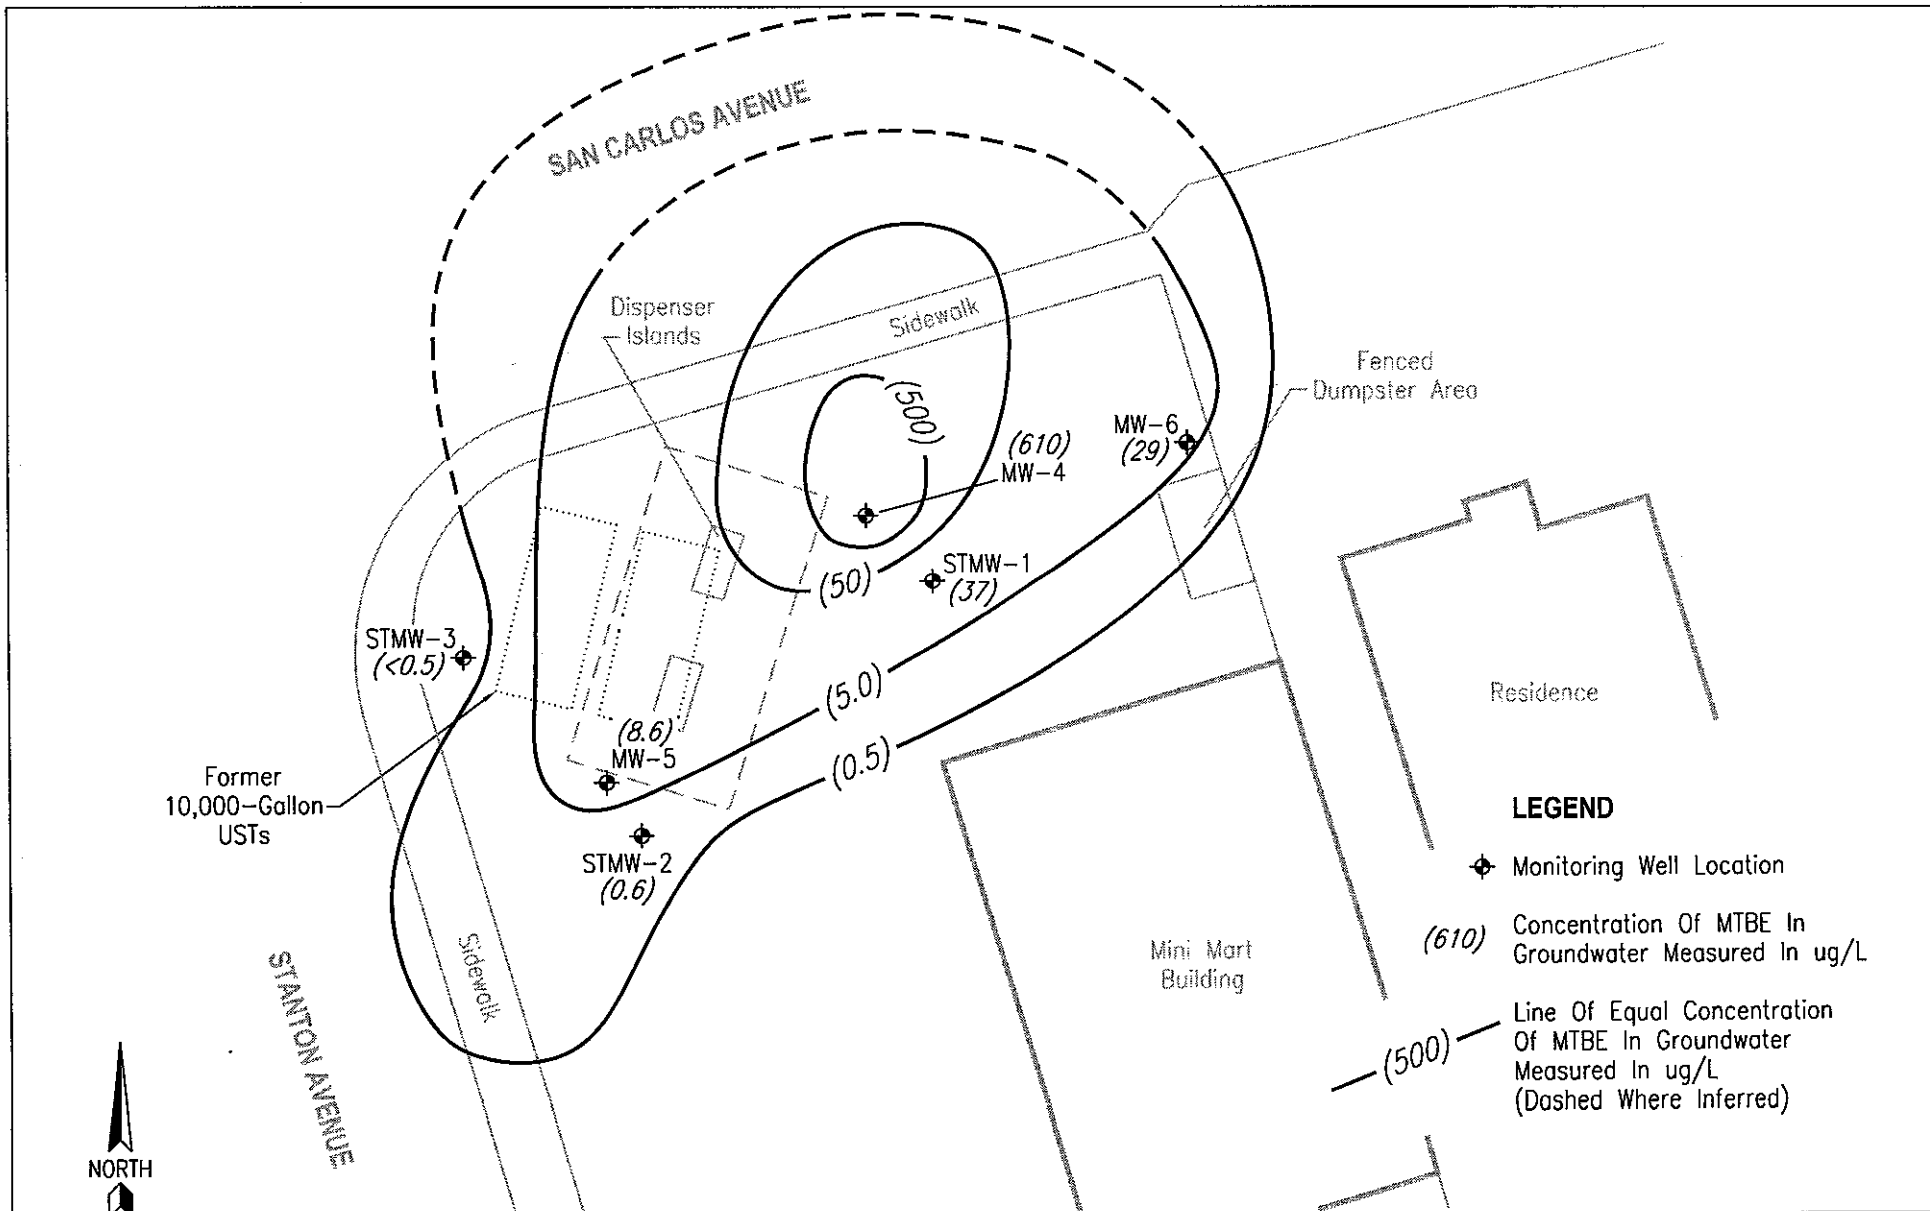 SAN CARLOS AVENUE
Dispenser
Islands
Sidewalk
Fenced
Dumpster Area
(500)
(610)
MW-4
MW-6
(29)
STMW-1
(37)
(50)
STMW-3
(<0.5)
(5.0)
(0.5)
Residence
(8.6)
MW-5
Former
10,000-Gallon
USTs
STMW-2
(0.6)
Sidewalk
STANTON AVENUE
Mini Mart
Building
LEGEND
Monitoring Well Location
(610) Concentration Of MTBE In
Groundwater Measured In ug/L
(500) Line Of Equal Concentration
Of MTBE In Groundwater
Measured In ug/L
(Dashed Where Inferred)
NORTH